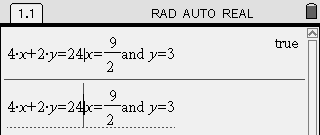 1.1 RAD AUTO REAL
4·x+2·y=24|x=9/2 and y=3 true
4·x+2·y=24|x=9/2 and y=3